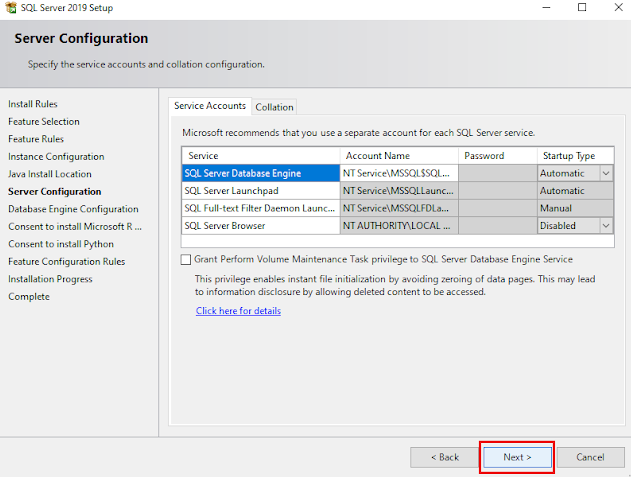 SQL Server 2019 Setup
Server Configuration
Specify the service accounts and collation configuration.
Install Rules
Feature Selection
Feature Rules
Instance Configuration
Java Install Location
Server Configuration
Database Engine Configuration
Consent to install Microsoft R ...
Consent to install Python
Feature Configuration Rules
Installation Progress
Complete
Service Accounts Collation
Microsoft recommends that you use a separate account for each SQL Server service.
Service Account Name Password Startup Type
SQL Server Database Engine NT Service\MSSQL$SQL... Automatic
SQL Server Launchpad NT Service\MSSQLLaunc... Automatic
SQL Full-text Filter Daemon Launc... NT Service\MSSQLFDLa... Manual
SQL Server Browser NT AUTHORITY\LOCAL ... Disabled
Grant Perform Volume Maintenance Task privilege to SQL Server Database Engine Service
This privilege enables instant file initialization by avoiding zeroing of data pages. This may lead
to information disclosure by allowing deleted content to be accessed.
Click here for details
< Back Next > Cancel